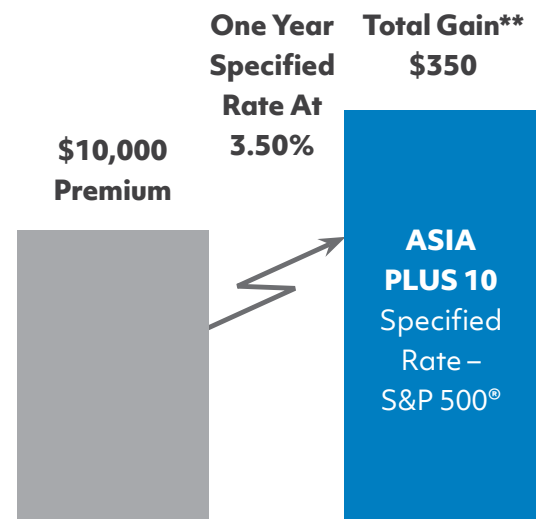 $10,000
Premium
One Year
Specified
Rate At
3.50%
Total Gain**
$350
ASIA
PLUS 10
Specified
Rate –
S&P 500®